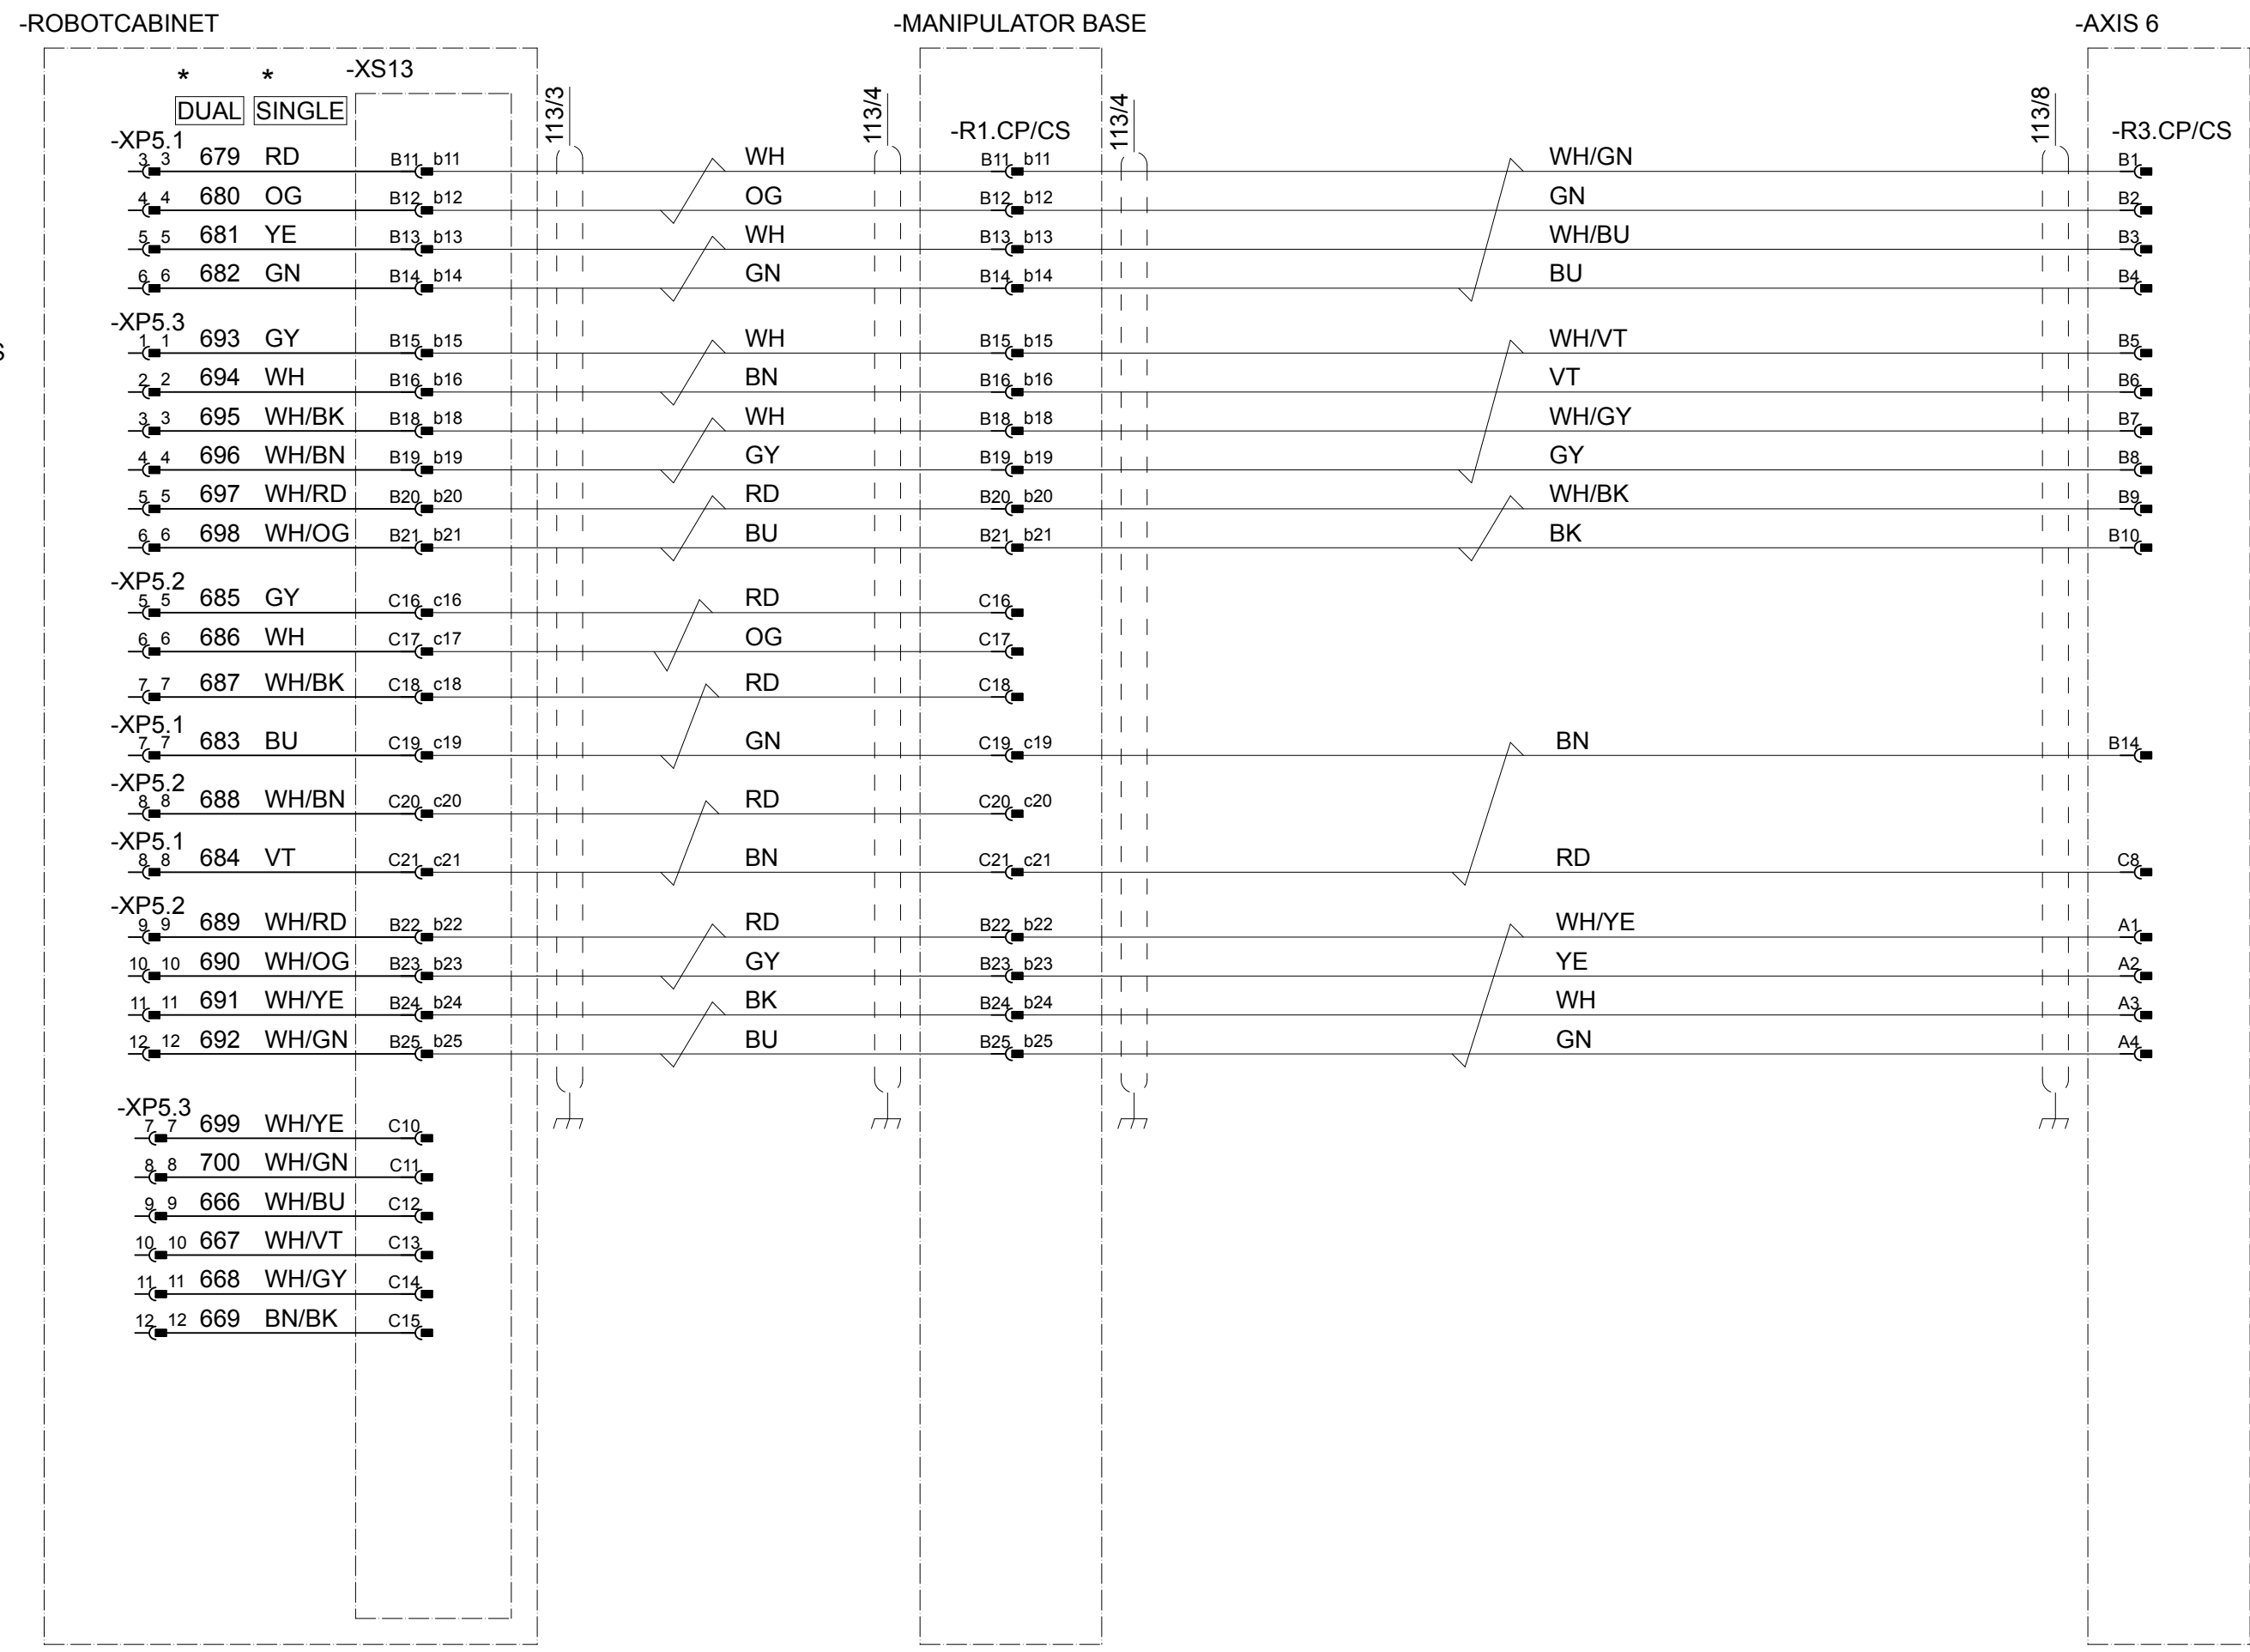 -ROBOTCABINET -MANIPULATOR BASE -AXIS 6
* * -XS13
DUAL SINGLE 113/3 113/4 113/4 113/8
-XP5.1 -R1.CP/CS -R3.CP/CS
3 3 679 RD B11 b11 WH B11 b11 WH/GN B1
4 4 680 OG B12 b12 OG B12 b12 GN B2
5 5 681 YE B13 b13 WH B13 b13 WH/BU B3
6 6 682 GN B14 b14 GN B14 b14 BU B4
-XP5.3
1 1 693 GY B15 b15 WH B15 b15 WH/VT B5
2 2 694 WH B16 b16 BN B16 b16 VT B6
3 3 695 WH/BK B18 b18 WH B18 b18 WH/GY B7
4 4 696 WH/BN B19 b19 GY B19 b19 GY B8
5 5 697 WH/RD B20 b20 RD B20 b20 WH/BK B9
6 6 698 WH/OG B21 b21 BU B21 b21 BK B10
-XP5.2
5 5 685 GY C16 c16 RD C16
6 6 686 WH C17 c17 OG C17
7 7 687 WH/BK C18 c18 RD C18
-XP5.1
7 7 683 BU C19 c19 GN C19 c19 BN B14
-XP5.2
8 8 688 WH/BN C20 c20 RD C20 c20
-XP5.1
8 8 684 VT C21 c21 BN C21 c21 RD C8
-XP5.2
9 9 689 WH/RD B22 b22 RD B22 b22 WH/YE A1
10 10 690 WH/OG B23 b23 GY B23 b23 YE A2
11 11 691 WH/YE B24 b24 BK B24 b24 WH A3
12 12 692 WH/GN B25 b25 BU B25 b25 GN A4
-XP5.3
7 7 699 WH/YE C10
8 8 700 WH/GN C11
9 9 666 WH/BU C12
10 10 667 WH/VT C13
11 11 668 WH/GY C14
12 12 669 BN/BK C15